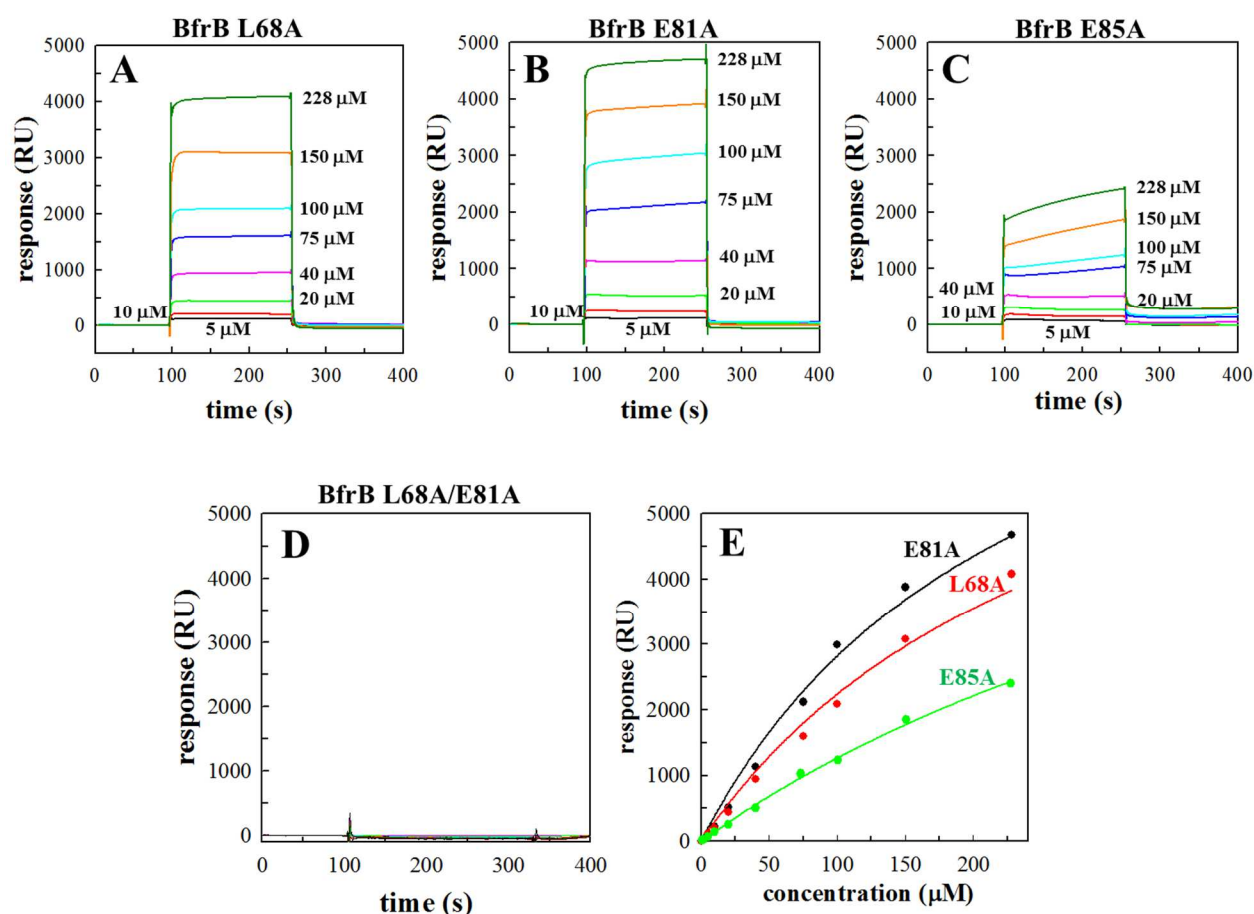 BfrB L68A
A
5000
4000
3000
2000
1000
0
response (RU)
228 μM
150 μM
100 μM
75 μM
40 μM
20 μM
10 μM
5 μM
0 100 200 300 400
time (s)
BfrB E81A
B
5000
4000
3000
2000
1000
0
response (RU)
228 μM
150 μM
100 μM
75 μM
40 μM
20 μM
10 μM
5 μM
0 100 200 300 400
time (s)
BfrB E85A
C
5000
4000
3000
2000
1000
0
response (RU)
228 μM
150 μM
100 μM
75 μM
40 μM
20 μM
10 μM
5 μM
0 100 200 300 400
time (s)
BfrB L68A/E81A
D
5000
4000
3000
2000
1000
0
response (RU)
0 100 200 300 400
time (s)
E
5000
4000
3000
2000
1000
0
response (RU)
E81A
L68A
E85A
0 50 100 150 200
concentration (μM)